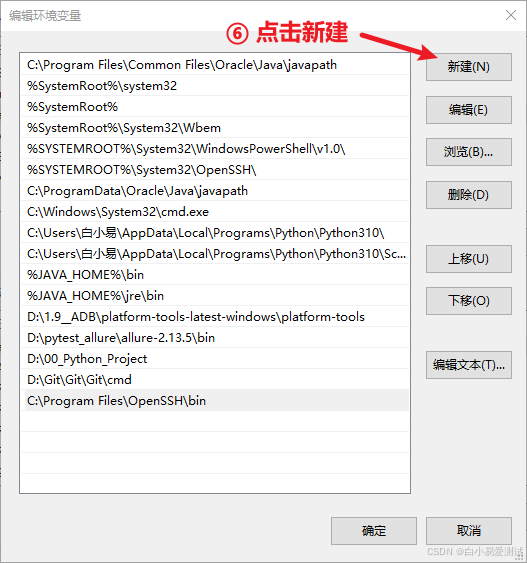 编辑环境变量
⑥ 点击新建
C:\Program Files\Common Files\Oracle\Java\javapath
%SystemRoot%\system32
%SystemRoot%
%SystemRoot%\System32\Wbem
%SYSTEMROOT%\System32\WindowsPowerShell\v1.0\
%SYSTEMROOT%\System32\OpenSSH\
C:\ProgramData\Oracle\Java\javapath
C:\Windows\System32\cmd.exe
C:\Users\白小易\AppData\Local\Programs\Python\Python310\
C:\Users\白小易\AppData\Local\Programs\Python\Python310\Sc...
%JAVA_HOME%\bin
%JAVA_HOME%\jre\bin
D:\1.9__ADB\platform-tools-latest-windows\platform-tools
D:\pytest_allure\allure-2.13.5\bin
D:\00_Python_Project
D:\Git\Git\Git\cmd
C:\Program Files\OpenSSH\bin
新建(N)
编辑(E)
浏览(B)...
删除(D)
上移(U)
下移(O)
编辑文本(T)...
确定
取消
CSDN @白小易爱测试